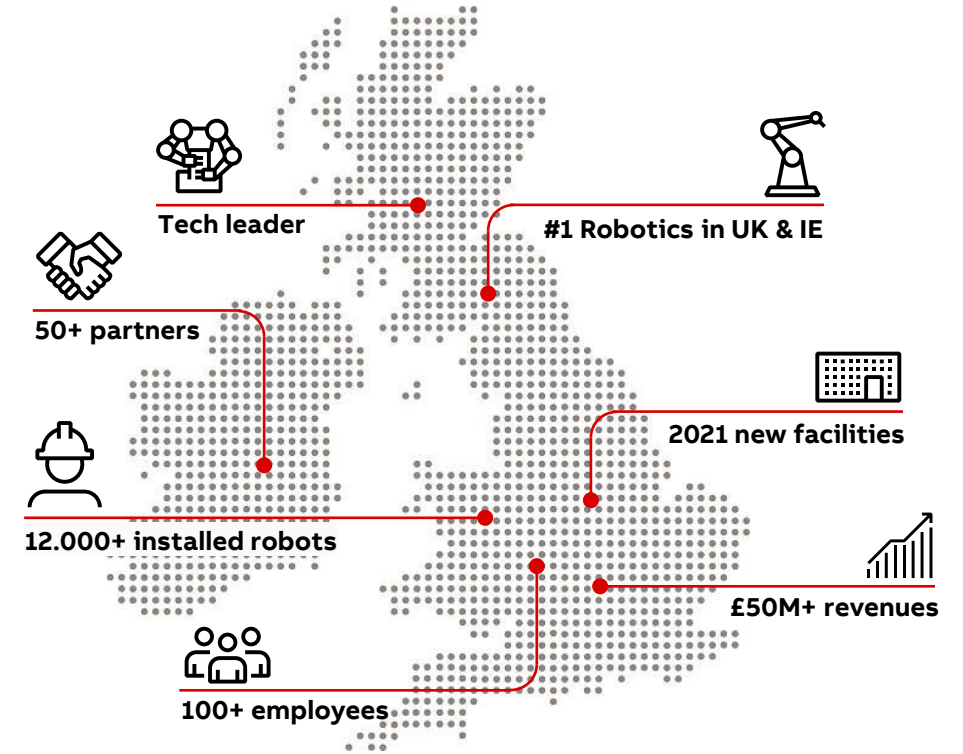 Tech leader
#1 Robotics in UK & IE
50+ partners
2021 new facilities
12.000+ installed robots
£50M+ revenues
100+ employees